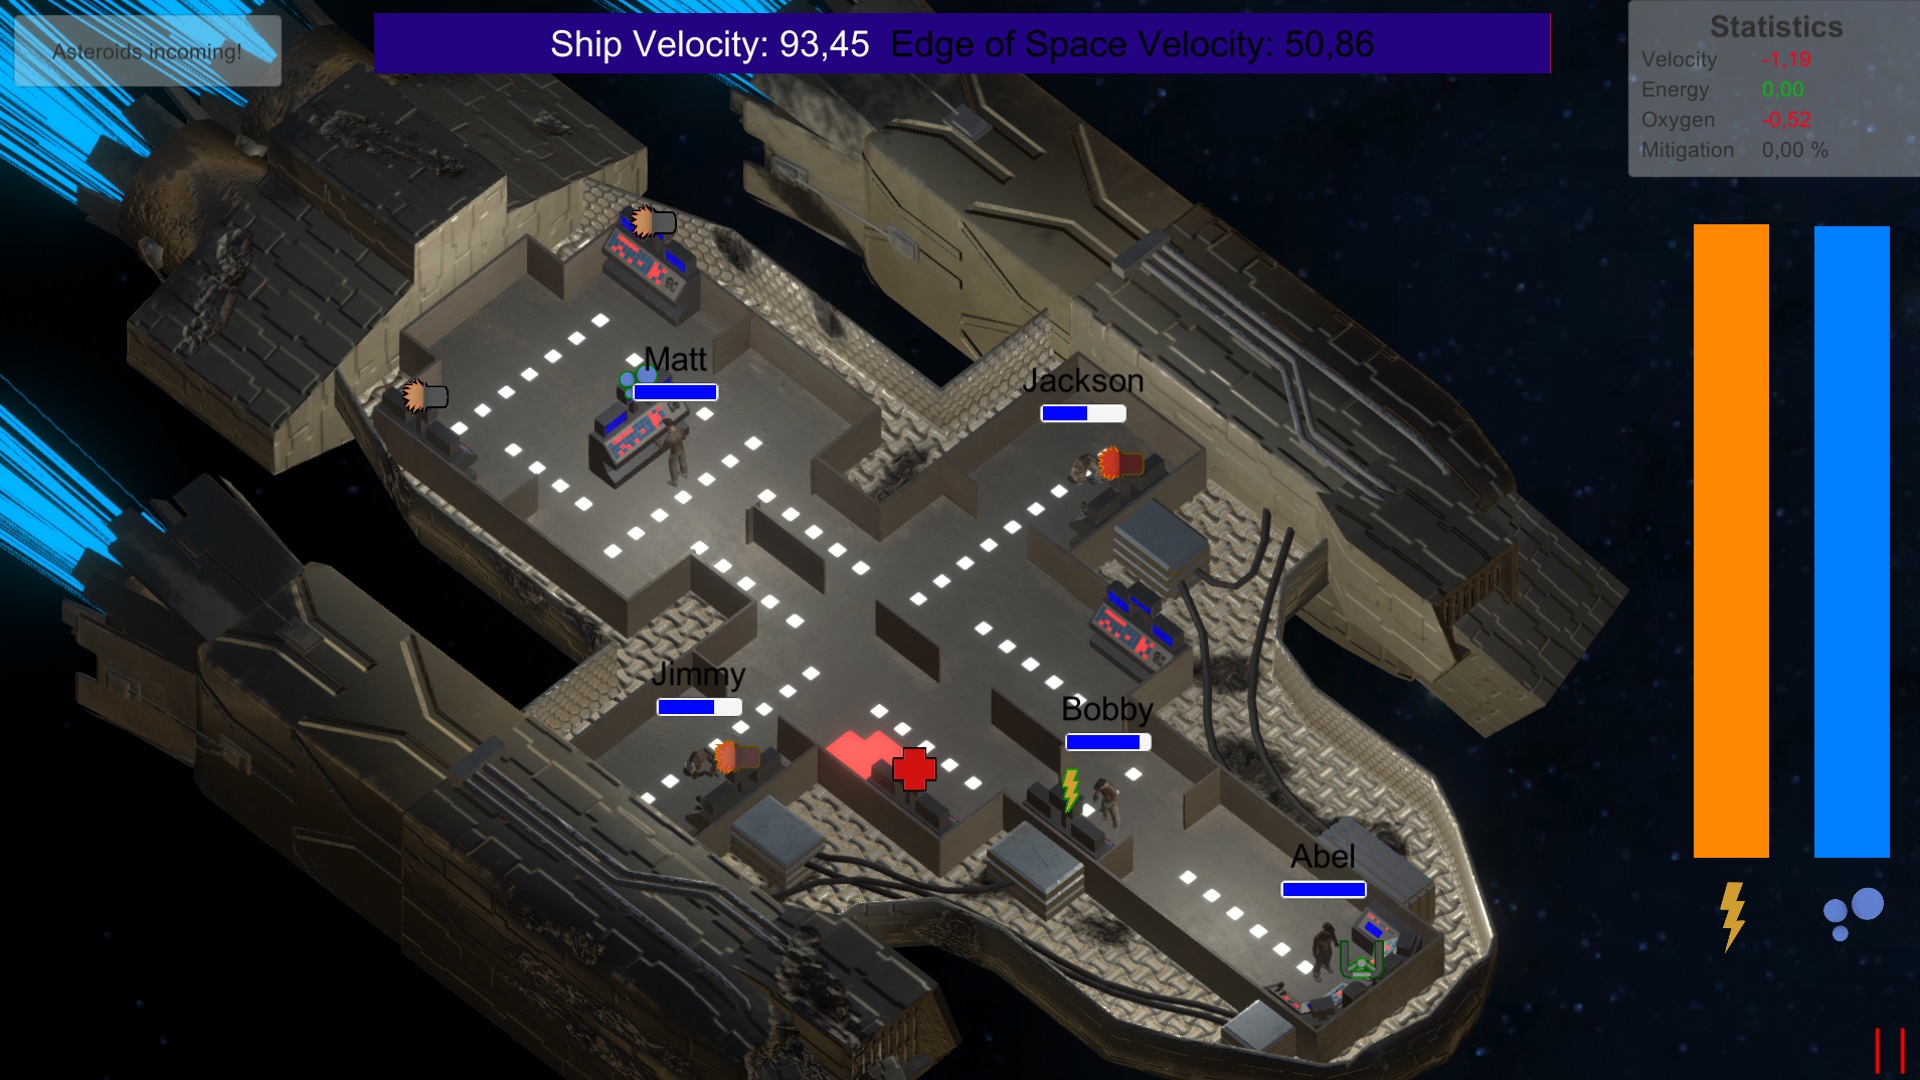 Asteroids incoming!
Ship Velocity: 93,45 Edge of Space Velocity: 50,86
Statistics
Velocity -1,19
Energy 0,00
Oxygen -0,52
Mitigation 0,00 %
Matt
Jackson
Jimmy
Bobby
Abel